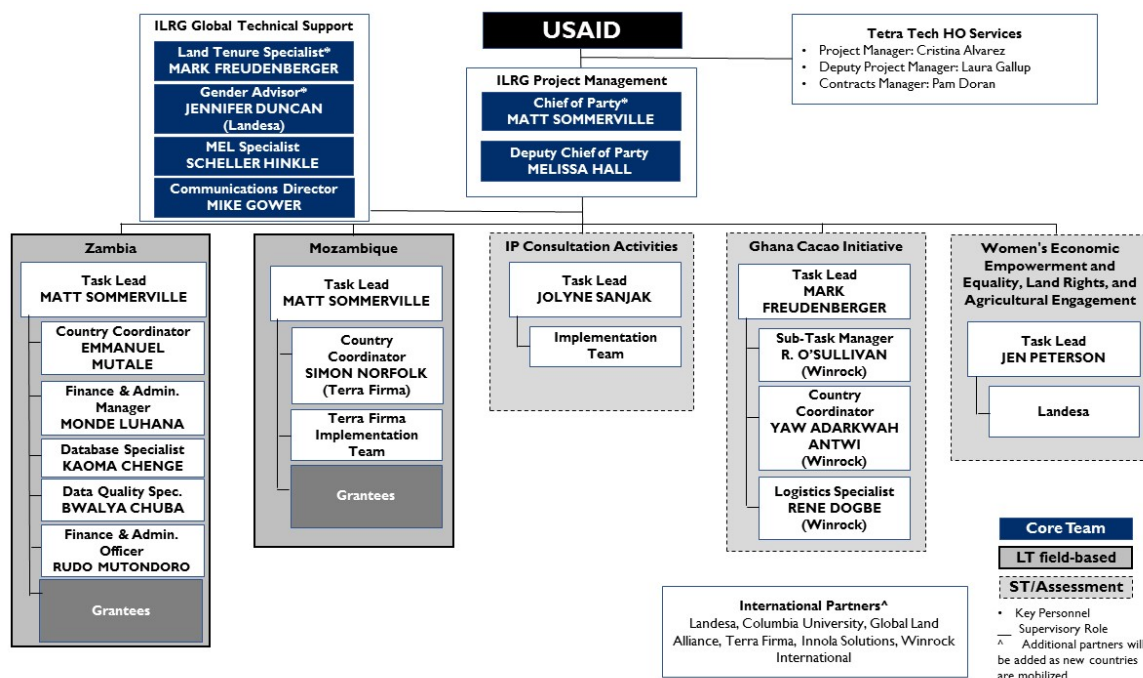 ILRG Global Technical Support
Land Tenure Specialist*
MARK FREUDENBERGER
Gender Advisor*
JENNIFER DUNCAN
(Landesa)
MEL Specialist
SCHELLER HINKLE
Communications Director
MIKE GOWER
USAID
ILRG Project Management
Chief of Party*
MATT SOMMERVILLE
Deputy Chief of Party
MELISSA HALL
Tetra Tech HO Services
• Project Manager: Cristina Alvarez
• Deputy Project Manager: Laura Gallup
• Contracts Manager: Pam Doran
Zambia
Task Lead
MATT SOMMERVILLE
Country Coordinator
EMMANUEL
MUTALE
Finance & Admin.
Manager
MONDE LUHANA
Database Specialist
KAOMA CHENGE
Data Quality Spec.
BWALYA CHUBA
Finance & Admin.
Officer
RUDO MUTONDORO
Grantees
Mozambique
Task Lead
MATT SOMMERVILLE
Country
Coordinator
SIMON NORFOLK
(Terra Firma)
Terra Firma
Implementation
Team
Grantees
IP Consultation Activities
Task Lead
JOLYNE SANJAK
Implementation
Team
Ghana Cacao Initiative
Task Lead
MARK
FREUDENBERGER
Sub-Task Manager
R. O'SULLIVAN
(Winrock)
Country
Coordinator
YAW ADARKWAH
ANTWI
(Winrock)
Logistics Specialist
RENE DOGBE
(Winrock)
Women's Economic
Empowerment and
Equality, Land Rights, and
Agricultural Engagement
Task Lead
JEN PETERSON
Landesa
International Partners^
Landesa, Columbia University, Global Land
Alliance, Terra Firma, Innola Solutions, Winrock
International
Core Team
LT field-based
ST/Assessment
• Key Personnel
__ Supervisory Role
^ Additional partners will
be added as new countries
are mobilized